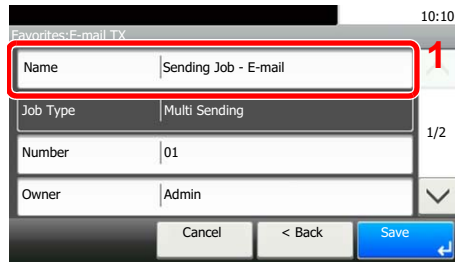 10:10
Favorites:E-mail TX
1
Name Sending Job - E-mail
Job Type Multi Sending
1/2
Number 01
Owner Admin
Cancel < Back Save